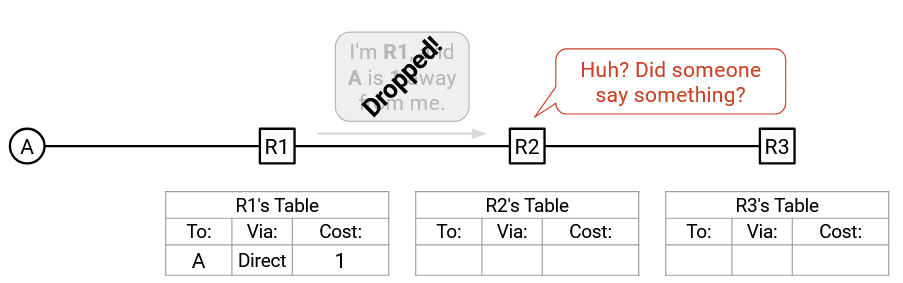 I'm R1, and
A is 1 away
from me.
Dropped!
Huh? Did someone
say something?
A
R1
R2
R3
R1's Table
To: Via: Cost:
A Direct 1
R2's Table
To: Via: Cost:
R3's Table
To: Via: Cost: